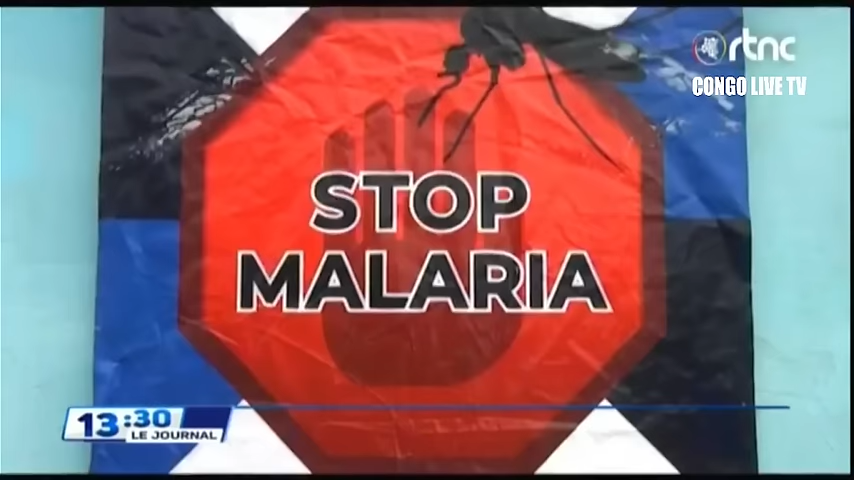 rtnc
CONGO LIVE TV
STOP
MALARIA
13:30
LE JOURNAL